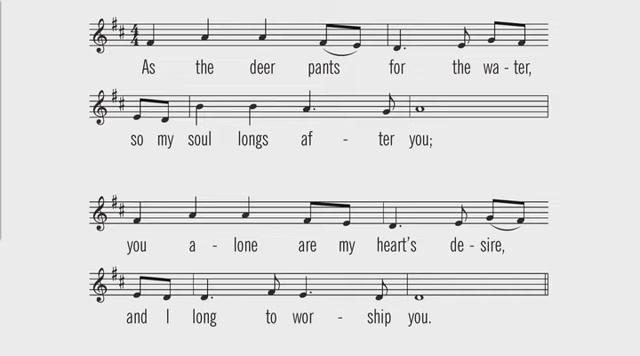 As the deer pants for the wa - ter,
so my soul longs af - ter you;
you a - lone are my heart's de - sire,
and I long to wor - ship you.